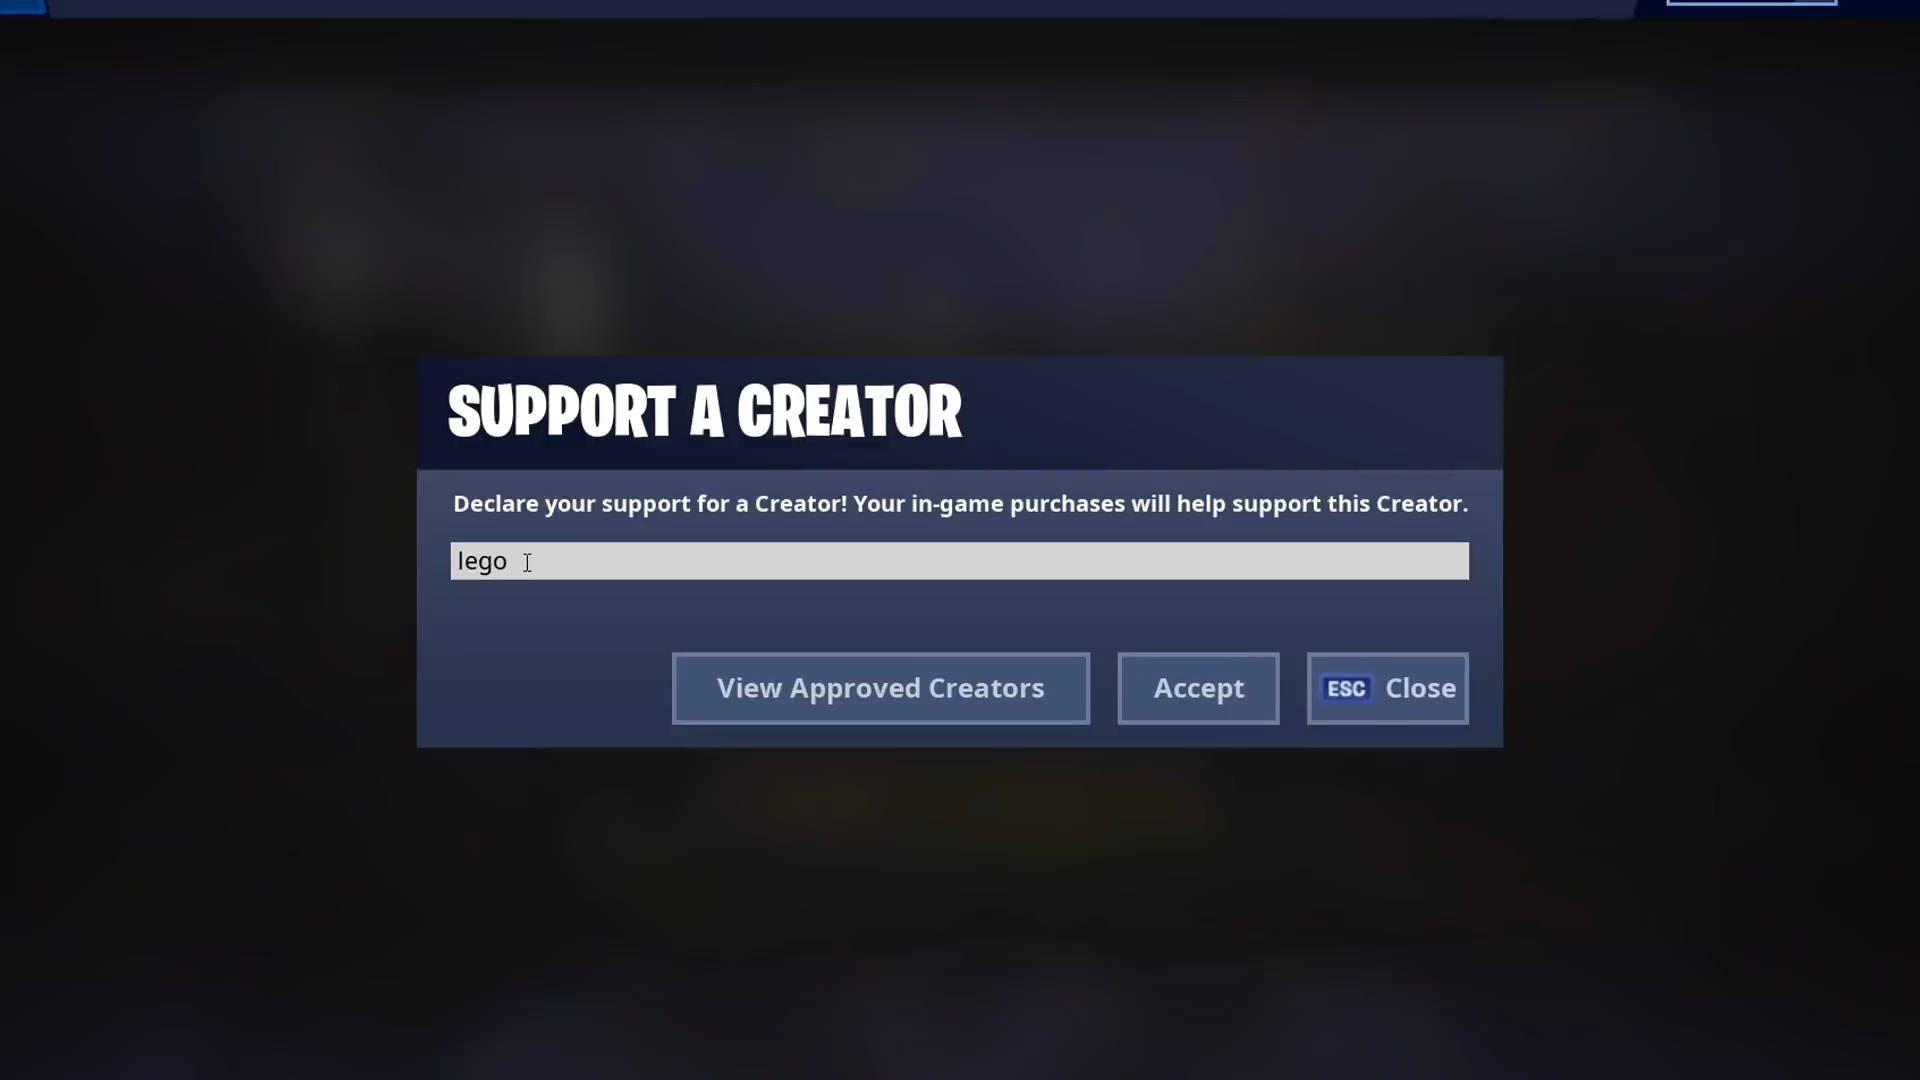 SUPPORT A CREATOR
Declare your support for a Creator! Your in-game purchases will help support this Creator.
lego
View Approved Creators
Accept
ESC Close